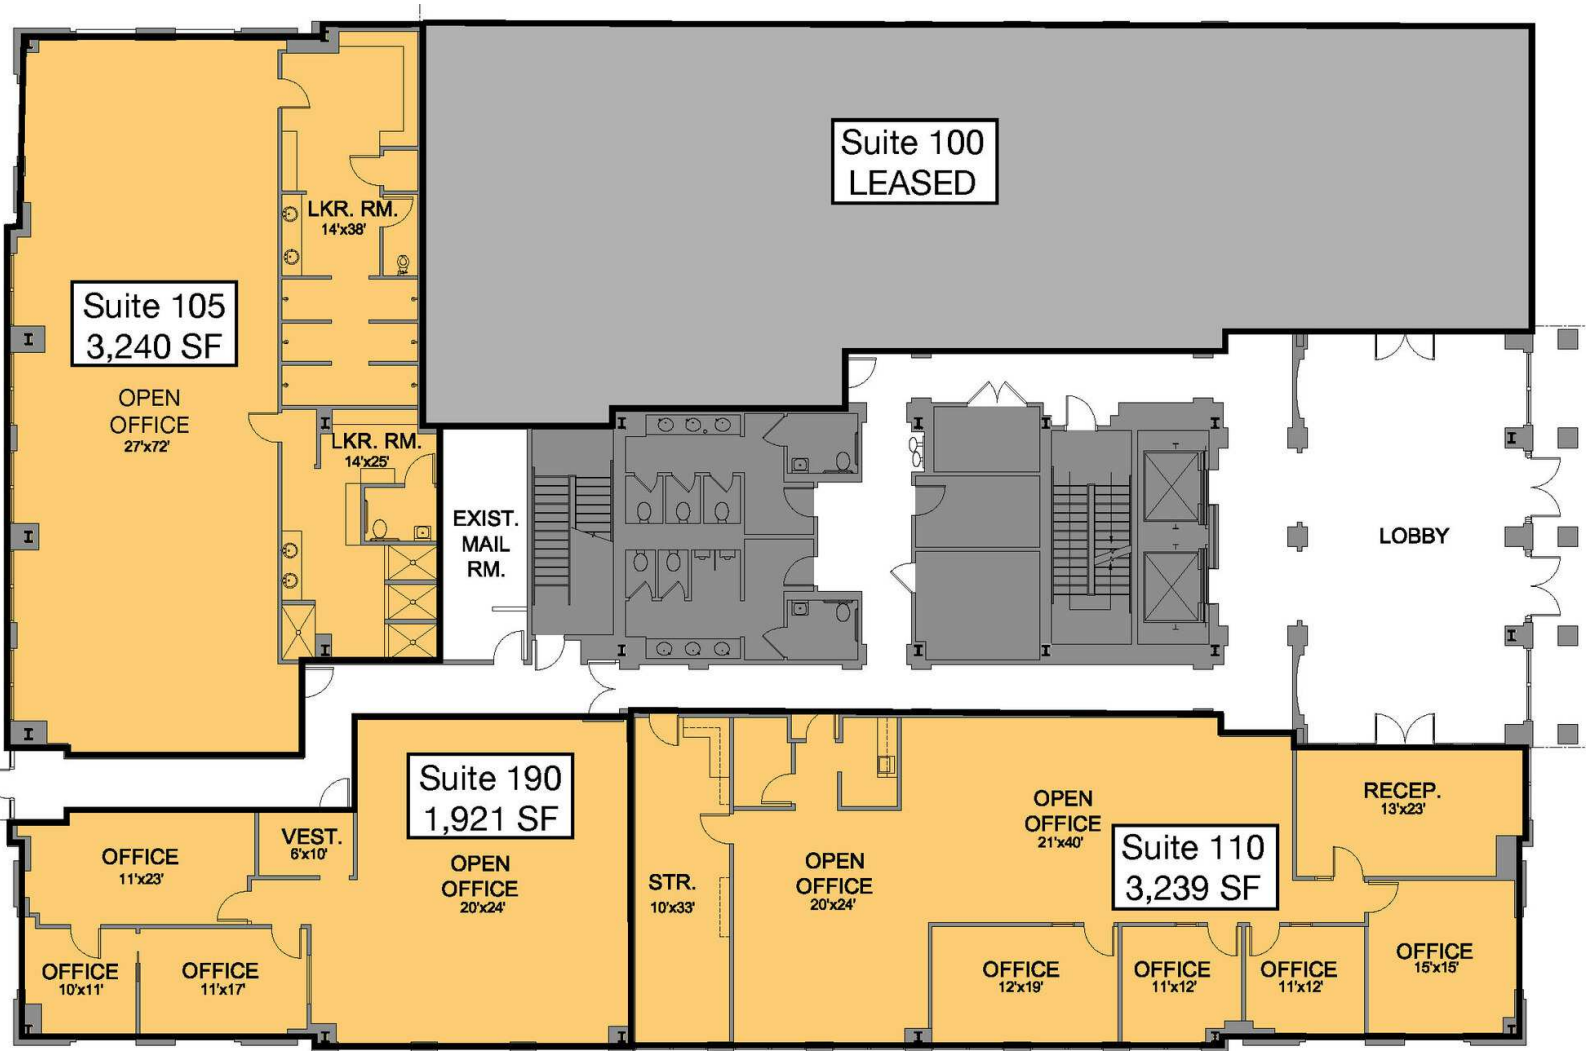 Suite 100
LEASED
LKR. RM.
14'x38'
Suite 105
3,240 SF
OPEN
OFFICE
27'x72'
LKR. RM.
14'x25'
EXIST.
MAIL
RM.
LOBBY
Suite 190
1,921 SF
OPEN
OFFICE
20'x24'
VEST.
6'x10'
OFFICE
11'x23'
OFFICE
10'x11'
OFFICE
11'x17'
STR.
10'x33'
OPEN
OFFICE
20'x24'
OPEN
OFFICE
21'x40'
Suite 110
3,239 SF
RECEP.
13'x23'
OFFICE
12'x19'
OFFICE
11'x12'
OFFICE
11'x12'
OFFICE
15'x15'